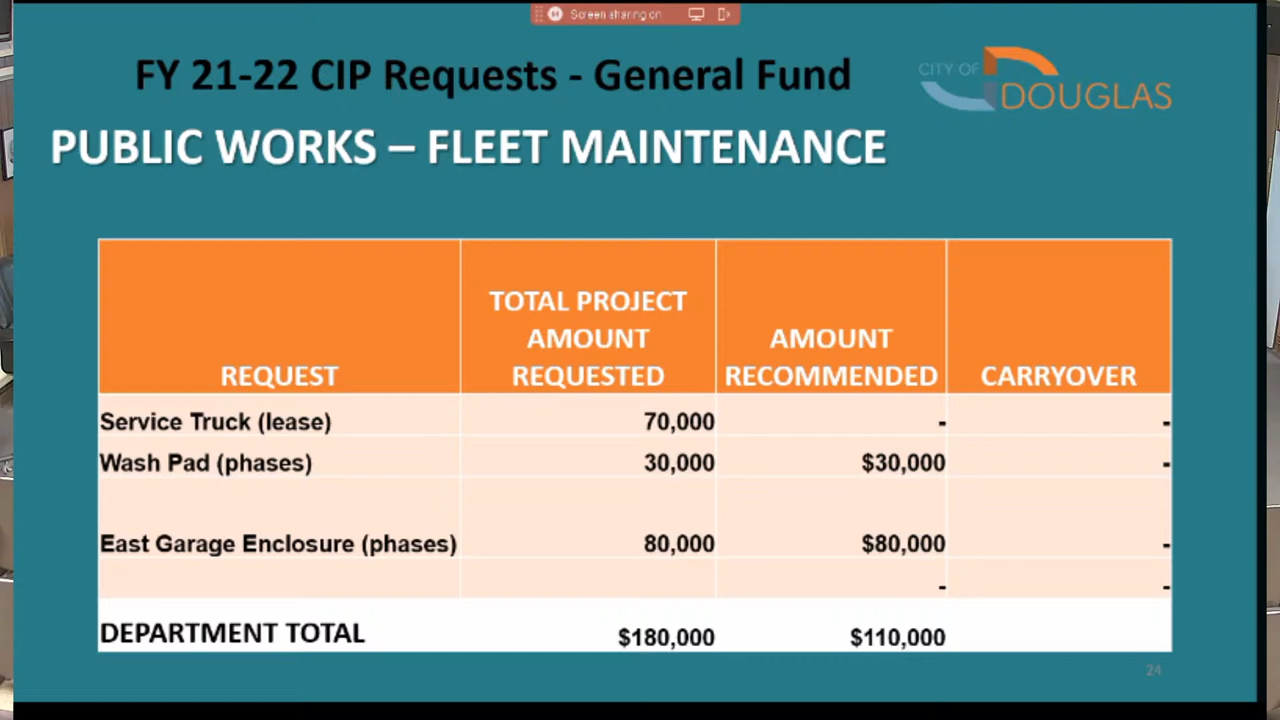 Screen sharing on
FY 21-22 CIP Requests - General Fund
CITY OF
DOUGLAS
PUBLIC WORKS – FLEET MAINTENANCE
REQUEST
TOTAL PROJECT
AMOUNT
REQUESTED
AMOUNT
RECOMMENDED
CARRYOVER
Service Truck (lease) 70,000 - -
Wash Pad (phases) 30,000 $30,000 -
East Garage Enclosure (phases) 80,000 $80,000 -
- -
DEPARTMENT TOTAL $180,000 $110,000
24